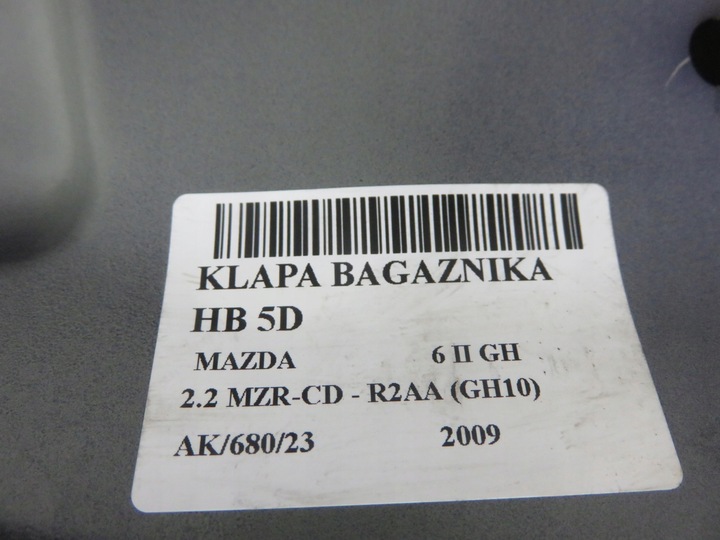 KLAPA BAGAZNIKA
HB 5D
MAZDA 6 II GH
2.2 MZR-CD - R2AA (GH10)
AK/680/23 2009